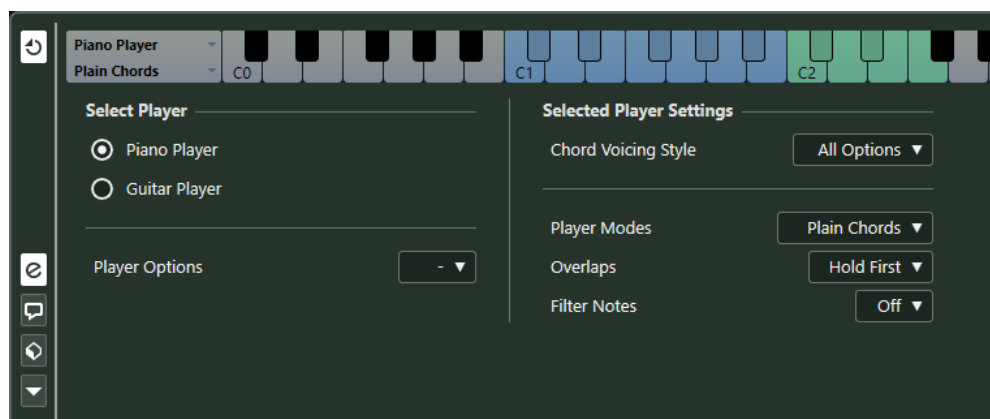 Piano Player
Plain Chords
C0
C1
C2
Select Player
Piano Player
Guitar Player
Player Options
-
Selected Player Settings
Chord Voicing Style
All Options
Player Modes
Plain Chords
Overlaps
Hold First
Filter Notes
Off